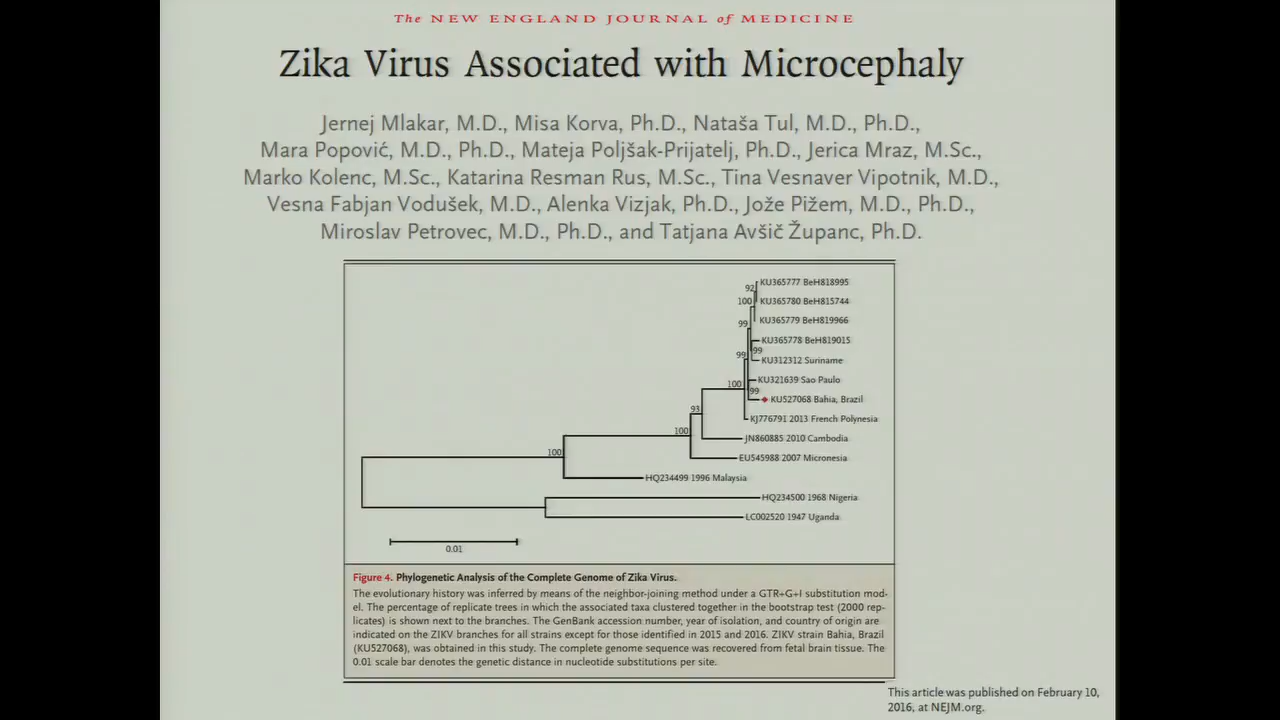 The NEW ENGLAND JOURNAL of MEDICINE
Zika Virus Associated with Microcephaly
Jernej Mlakar, M.D., Misa Korva, Ph.D., Nataša Tul, M.D., Ph.D.,
Mara Popović, M.D., Ph.D., Mateja Poljšak-Prijatelj, Ph.D., Jerica Mraz, M.Sc.,
Marko Kolenc, M.Sc., Katarina Resman Rus, M.Sc., Tina Vesnaver Vipotnik, M.D.,
Vesna Fabjan Vodušek, M.D., Alenka Vizjak, Ph.D., Jože Pižem, M.D., Ph.D.,
Miroslav Petrovec, M.D., Ph.D., and Tatjana Avšič Županc, Ph.D.
KU365777 BeH818995
92
100
KU365780 BeH815744
KU365779 BeH819966
99
KU365778 BeH819015
99
99
KU312312 Suriname
KU321639 Sao Paulo
100
99
KU527068 Bahia, Brazil
KJ776791 2013 French Polynesia
93
JN860885 2010 Cambodia
100
EU545988 2007 Micronesia
100
HQ234499 1996 Malaysia
HQ234500 1968 Nigeria
LC002520 1947 Uganda
0.01
Figure 4. Phylogenetic Analysis of the Complete Genome of Zika Virus.
The evolutionary history was inferred by means of the neighbor-joining method under a GTR+G+I substitution mod-
el. The percentage of replicate trees in which the associated taxa clustered together in the bootstrap test (2000 rep-
licates) is shown next to the branches. The GenBank accession number, year of isolation, and country of origin are
indicated on the ZIKV branches for all strains except for those identified in 2015 and 2016. ZIKV strain Bahia, Brazil
(KU527068), was obtained in this study. The complete genome sequence was recovered from fetal brain tissue. The
0.01 scale bar denotes the genetic distance in nucleotide substitutions per site.
This article was published on February 10,
2016, at NEJM.org.